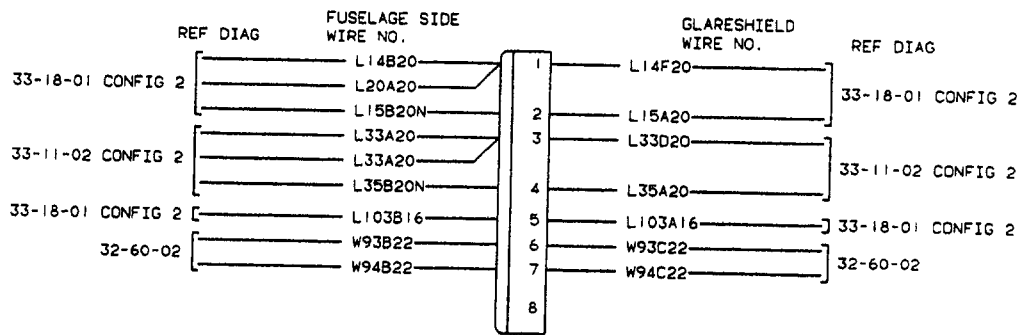 REF DIAG
FUSELAGE SIDE
WIRE NO.
GLARESHIELD
WIRE NO.
REF DIAG
L14B20
1
L14F20
33-18-01 CONFIG 2
L20A20
33-18-01 CONFIG 2
L15B20N
2
L15A20
L33A20
3
L33D20
33-11-02 CONFIG 2
L33A20
33-11-02 CONFIG 2
L35B20N
4
L35A20
33-18-01 CONFIG 2
L103B16
5
L103A16
33-18-01 CONFIG 2
32-60-02
W93B22
6
W93C22
32-60-02
W94B22
7
W94C22
8